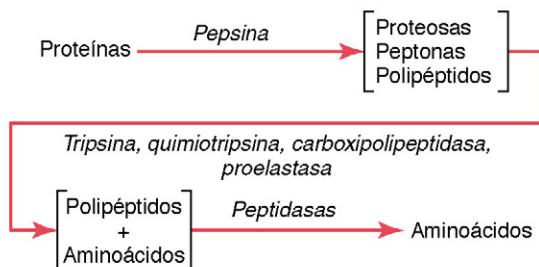 Proteínas
Pepsina
Proteosas
Peptonas
Polipéptidos
Tripsina, quimiotripsina, carboxipolipeptidasa,
proelastasa
Polipéptidos
+
Aminoácidos
Peptidasas
Aminoácidos